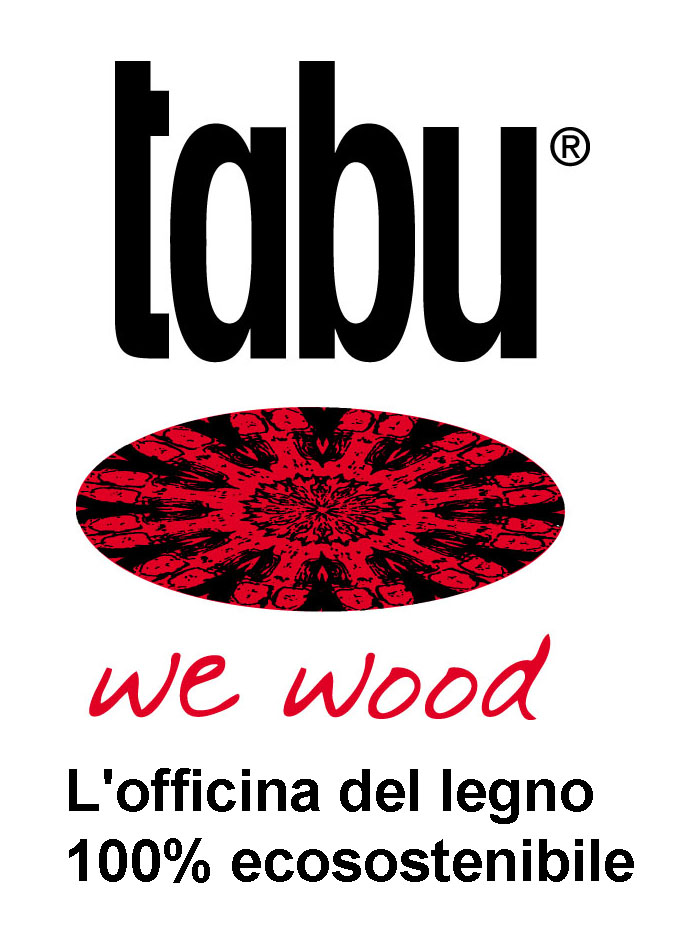 tabu®
we wood
L'officina del legno
100% ecosostenibile